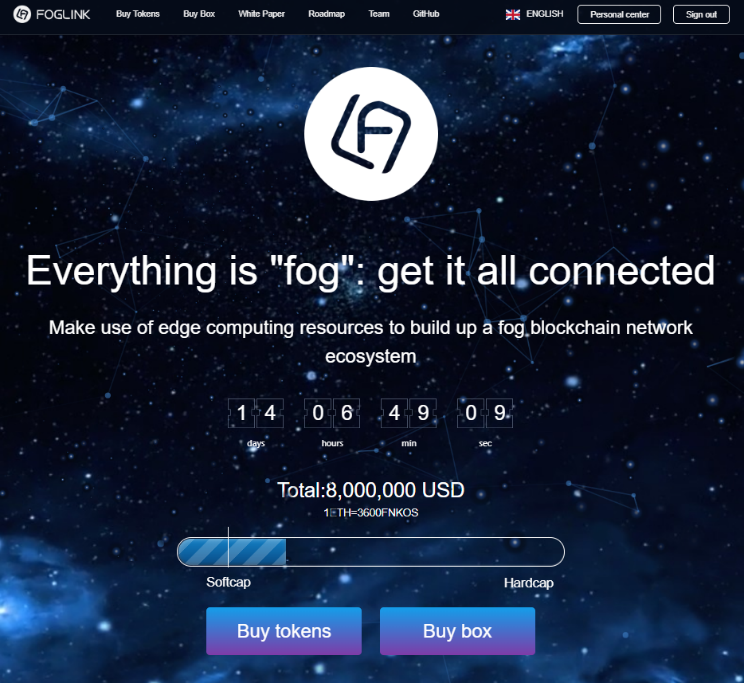 FOGLINK Buy Tokens Buy Box White Paper Roadmap Team GitHub ENGLISH Personal center Sign out
Everything is "fog": get it all connected
Make use of edge computing resources to build up a fog blockchain network
ecosystem
14 06 49 09
days hours min sec
Total:8,000,000 USD
1ETH=3600FNKOS
Softcap Hardcap
Buy tokens Buy box